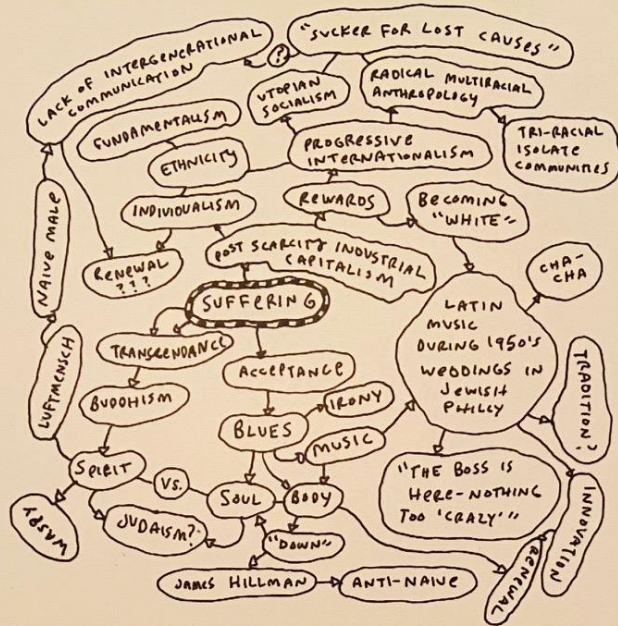 "SUCKER FOR LOST CAUSES"
?
LACK OF INTERGENERATIONAL
COMMUNICATION
UTOPIAN
SOCIALISM
RADICAL MULTIRACIAL
ANTHROPOLOGY
TRI-RACIAL
ISOLATE
COMMUNITIES
FUNDAMENTALISM
ETHNICITY
PROGRESSIVE
INTERNATIONALISM
INDIVIDUALISM
REWARDS
BECOMING
"WHITE"
NAIVE MALE
RENEWAL
???
POST SCARCITY INDUSTRIAL
CAPITALISM
CHA-
CHA
SUFFERING
LATIN
MUSIC
DURING 1950'S
WEDDINGS IN
JEWISH
PHILLY
TRANSCENDANCE
ACCEPTANCE
TRADITION?
LUFTMENSCH
BUDDHISM
IRONY
BLUES
MUSIC
SPIRIT
VS.
SOUL
BODY
"THE BOSS IS
HERE-NOTHING
TOO 'CRAZY'"
INNOVATION
WASPY
JUDAISM?
"DOWN"
RENEWAL
JAMES HILLMAN
ANTI-NAIVE